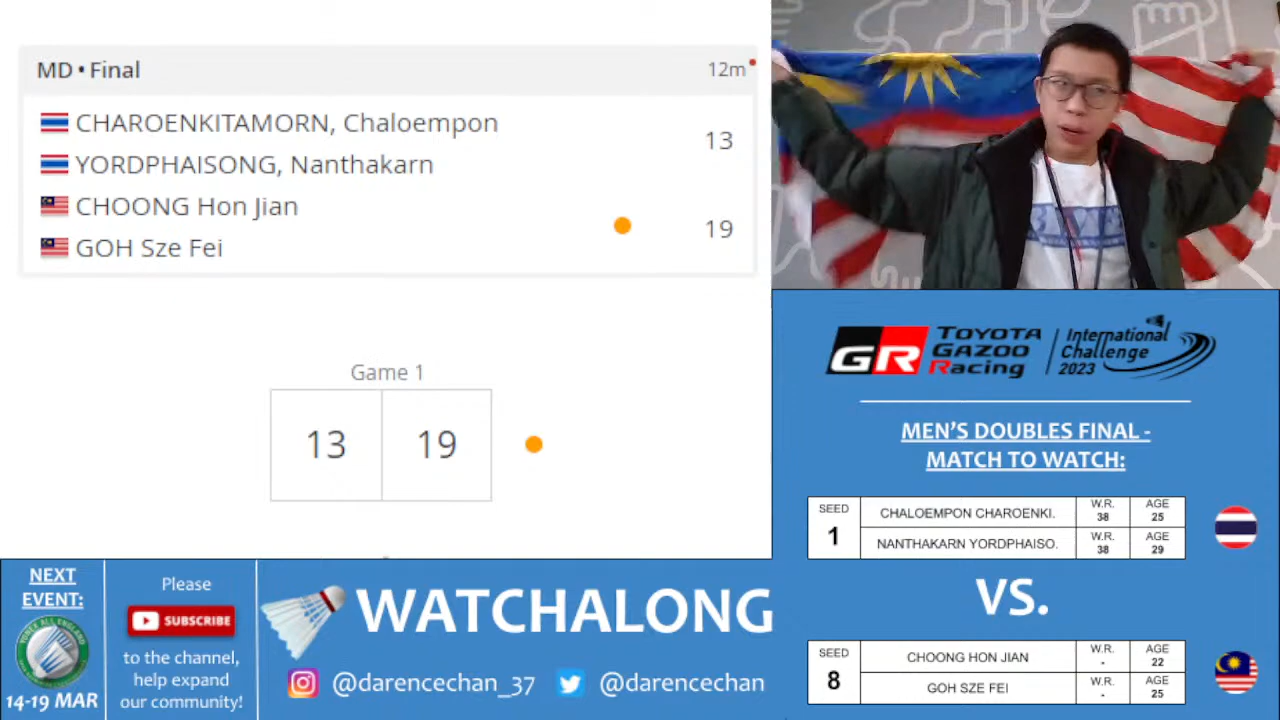 MD • Final
12m
CHAROENKITAMORN, Chaloempon
YORDPHAISONG, Nanthakarn
13
CHOONG Hon Jian
GOH Sze Fei
19
Game 1
13 19
GR TOYOTA GAZOO Racing
International Challenge 2023
MEN'S DOUBLES FINAL -
MATCH TO WATCH:
SEED 1
CHALOEMPON CHAROENKI. W.R. 38 AGE 25
NANTHAKARN YORDPHAISO. W.R. 38 AGE 29
VS.
SEED 8
CHOONG HON JIAN W.R. - AGE 22
GOH SZE FEI W.R. - AGE 25
NEXT
EVENT:
14-19 MAR
Please
SUBSCRIBE
to the channel,
help expand
our community!
WATCHALONG
@darencechan_37 @darencechan